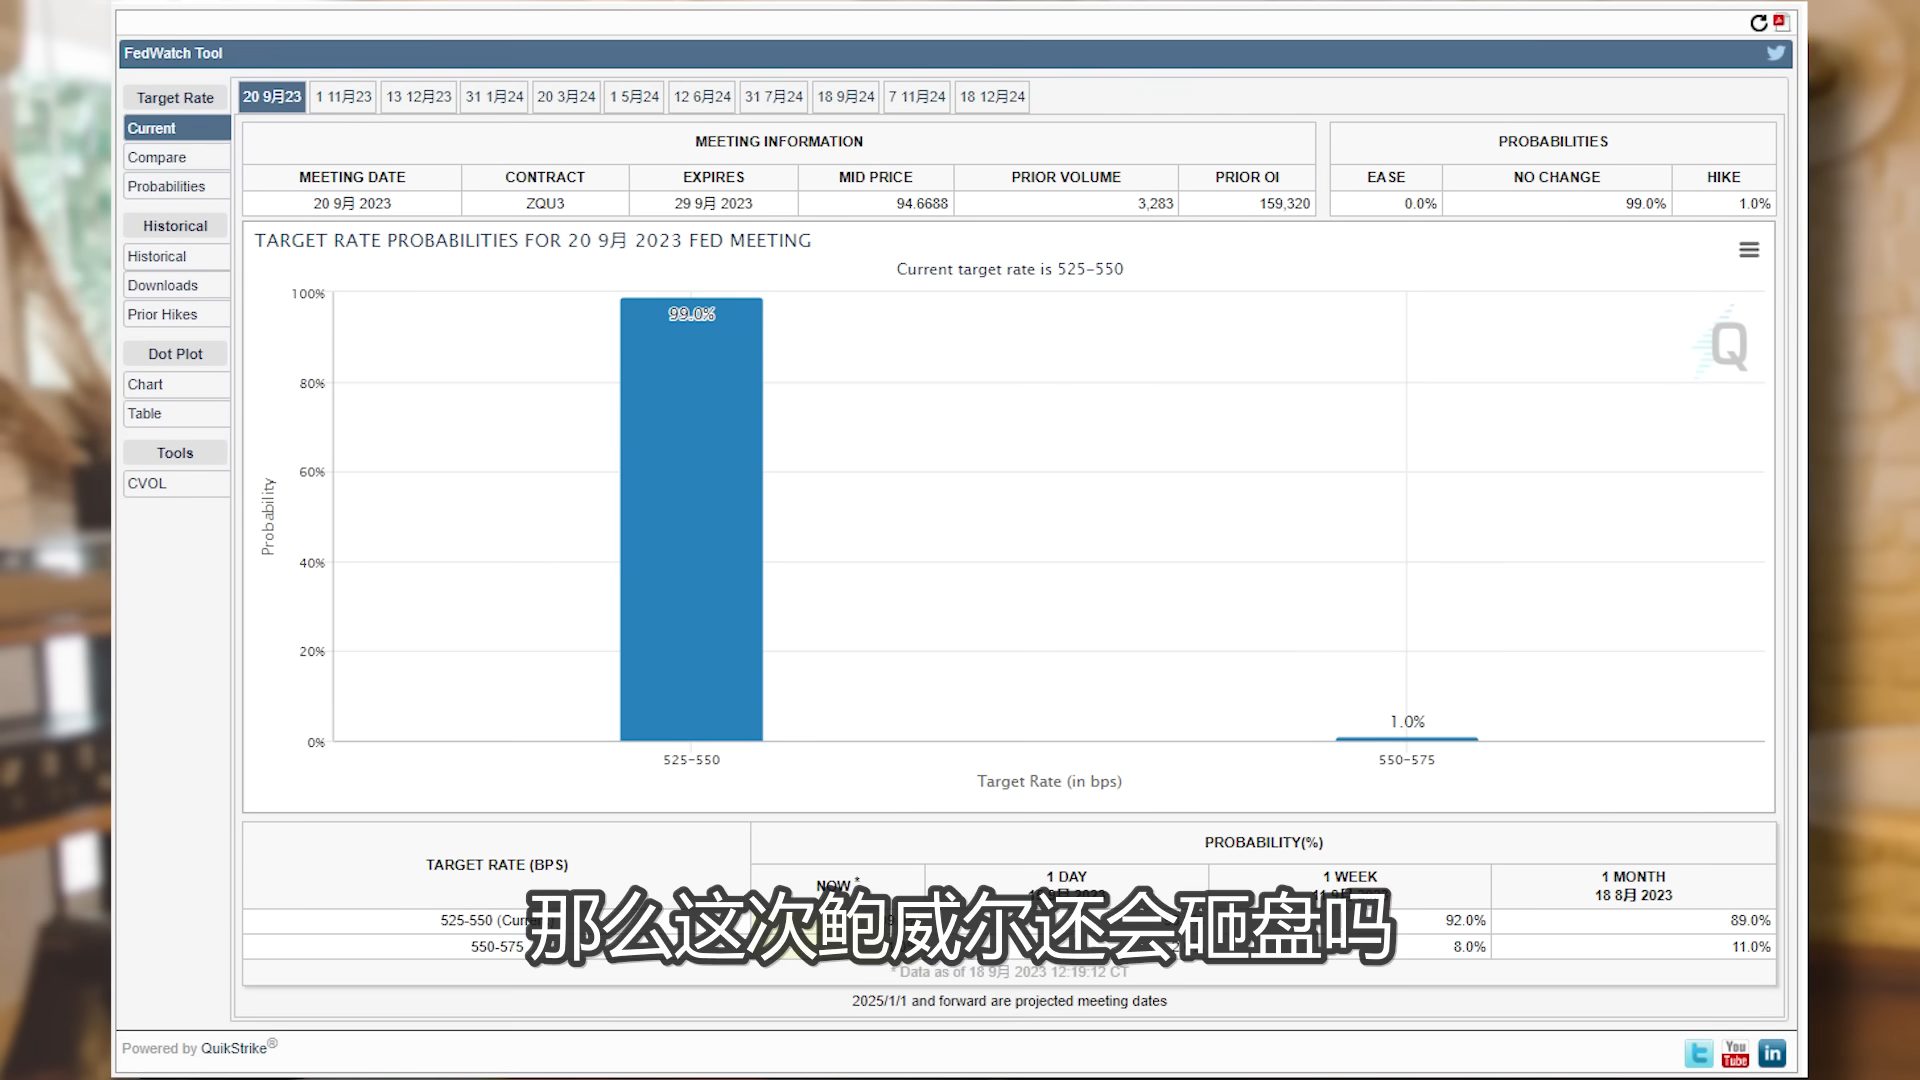 FedWatch Tool
Target Rate
Current
Compare
Probabilities
Historical
Historical
Downloads
Prior Hikes
Dot Plot
Chart
Table
Tools
CVOL
20 9月23 1 11月23 13 12月23 31 1月24 20 3月24 1 5月24 12 6月24 31 7月24 18 9月24 7 11月24 18 12月24
MEETING INFORMATION
MEETING DATE CONTRACT EXPIRES MID PRICE PRIOR VOLUME PRIOR OI
20 9月 2023 ZQU3 29 9月 2023 94.6688 3,283 159,320
PROBABILITIES
EASE NO CHANGE HIKE
0.0% 99.0% 1.0%
TARGET RATE PROBABILITIES FOR 20 9月 2023 FED MEETING
Current target rate is 525-550
Q
Probability
100%
80%
60%
40%
20%
0%
99.0%
1.0%
525-550 550-575
Target Rate (in bps)
TARGET RATE (BPS) PROBABILITY(%)
NOW * 1 DAY 1 WEEK 1 MONTH
18 8月 2023
525-550 92.0% 89.0%
550-575 8.0% 11.0%
那么这次鲍威尔还会砸盘吗
* Data as of 18 9月 2023 12:19:12 CT
2025/1/1 and forward are projected meeting dates
Powered by QuikStrike®
You Tube
in